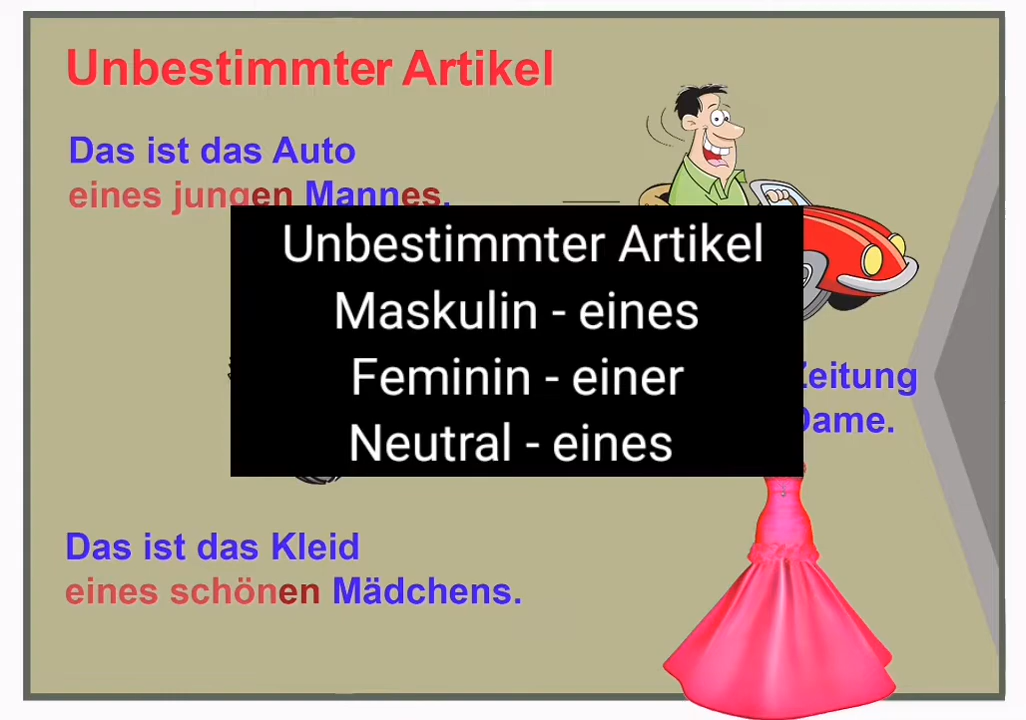 Unbestimmter Artikel
Das ist das Auto
eines jungen Mannes.
Unbestimmter Artikel
Maskulin - eines
Feminin - einer
Neutral - eines
Zeitung
Dame.
Das ist das Kleid
eines schönen Mädchens.